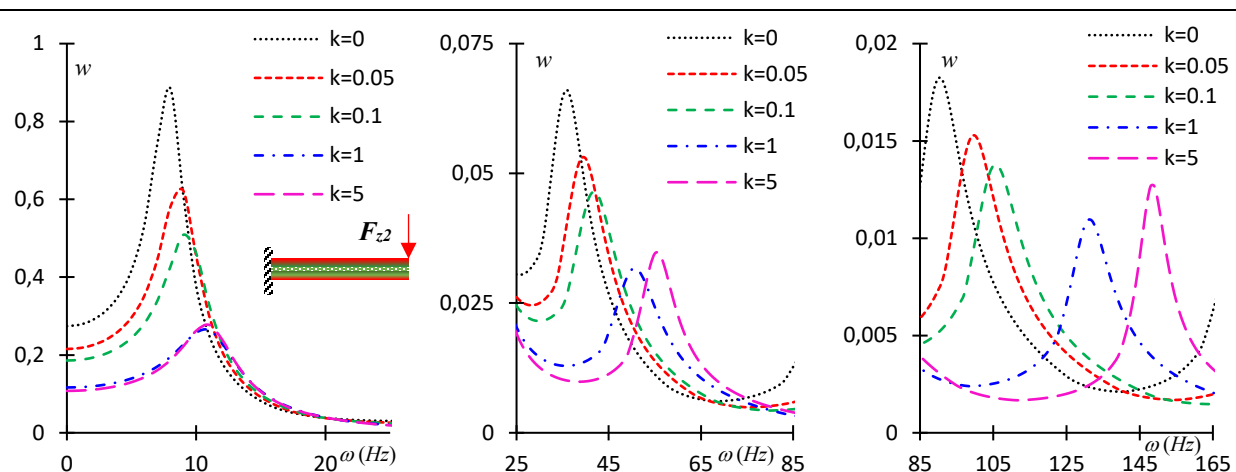 1
0,8
0,6
0,4
0,2
0
w
k=0
k=0.05
k=0.1
k=1
k=5
F_{z2}
0 10 20
ω (Hz)
0,075
0,05
0,025
0
w
k=0
k=0.05
k=0.1
k=1
k=5
25 45 65 85
ω (Hz)
0,02
0,015
0,01
0,005
0
w
k=0
k=0.05
k=0.1
k=1
k=5
85 105 125 145 165
ω (Hz)